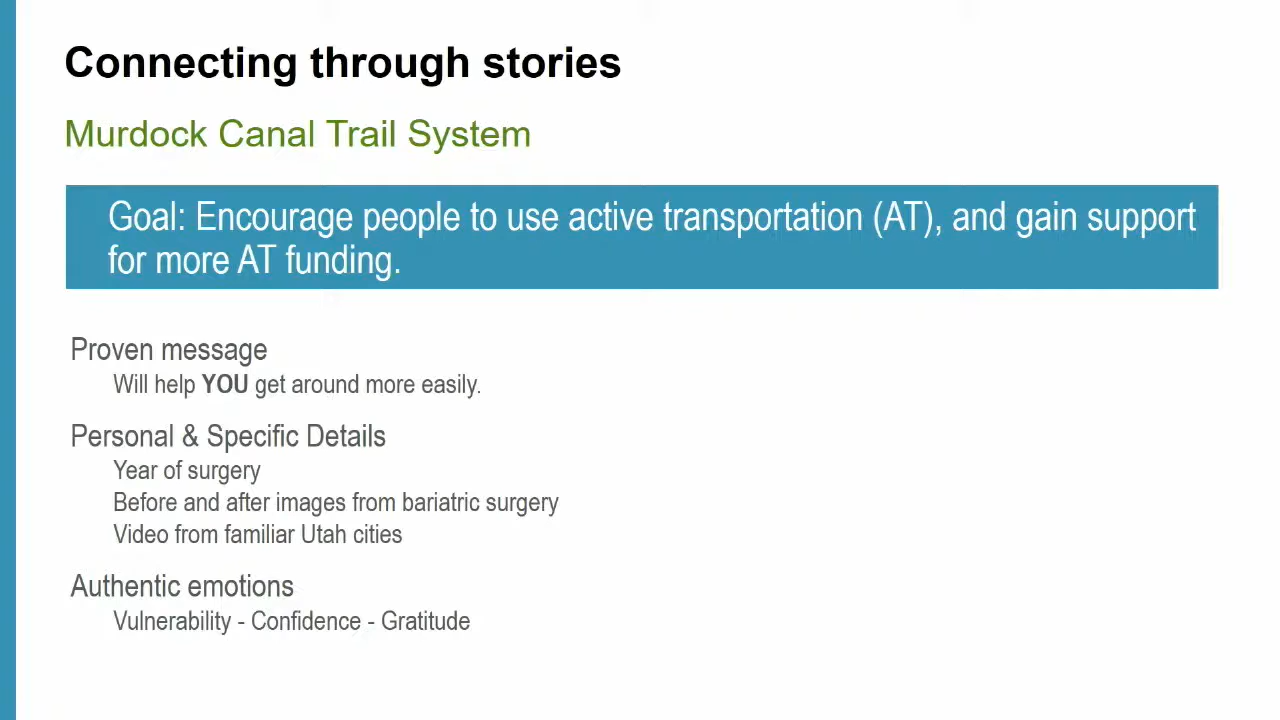 Connecting through stories
Murdock Canal Trail System
Goal: Encourage people to use active transportation (AT), and gain support
for more AT funding.
Proven message
Will help YOU get around more easily.
Personal & Specific Details
Year of surgery
Before and after images from bariatric surgery
Video from familiar Utah cities
Authentic emotions
Vulnerability - Confidence - Gratitude